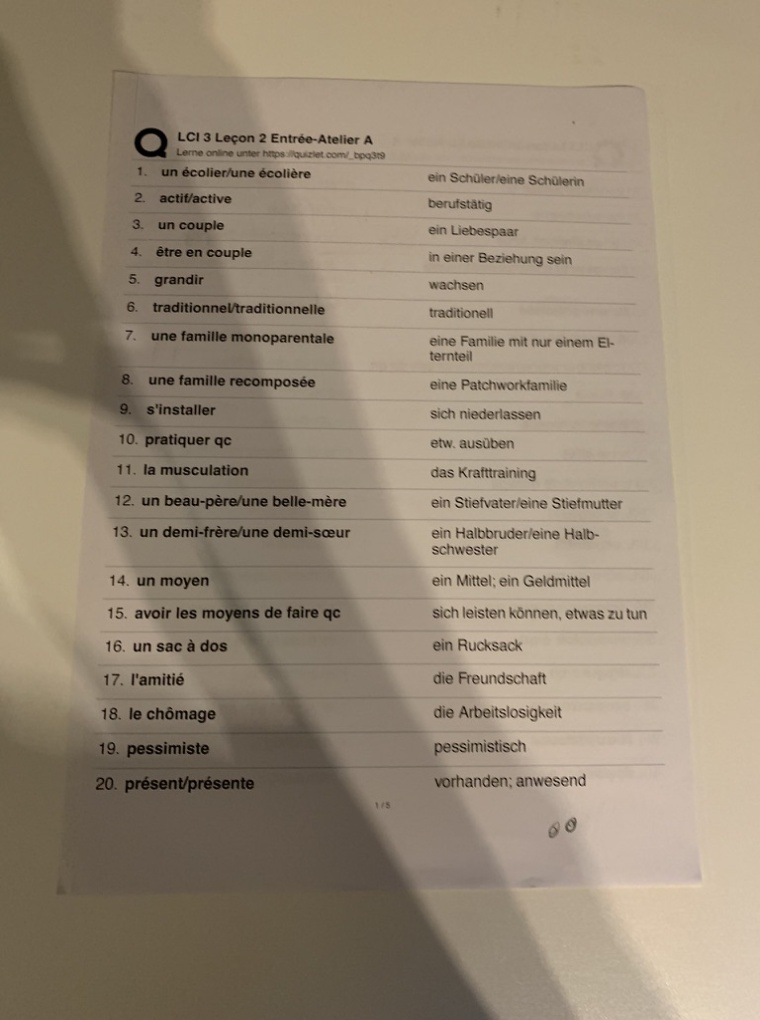 LCI 3 Leçon 2 Entrée-Atelier A
Lerne online unter https://quizlet.com/_bpq3t9
1. un écolier/une écolière ein Schüler/eine Schülerin
2. actif/active berufstätig
3. un couple ein Liebespaar
4. être en couple in einer Beziehung sein
5. grandir wachsen
6. traditionnel/traditionnelle traditionell
7. une famille monoparentale eine Familie mit nur einem El-
ternteil
8. une famille recomposée eine Patchworkfamilie
9. s'installer sich niederlassen
10. pratiquer qc etw. ausüben
11. la musculation das Krafttraining
12. un beau-père/une belle-mère ein Stiefvater/eine Stiefmutter
13. un demi-frère/une demi-sœur ein Halbbruder/eine Halb-
schwester
14. un moyen ein Mittel; ein Geldmittel
15. avoir les moyens de faire qc sich leisten können, etwas zu tun
16. un sac à dos ein Rucksack
17. l'amitié die Freundschaft
18. le chômage die Arbeitslosigkeit
19. pessimiste pessimistisch
20. présent/présente vorhanden; anwesend
1 / 5